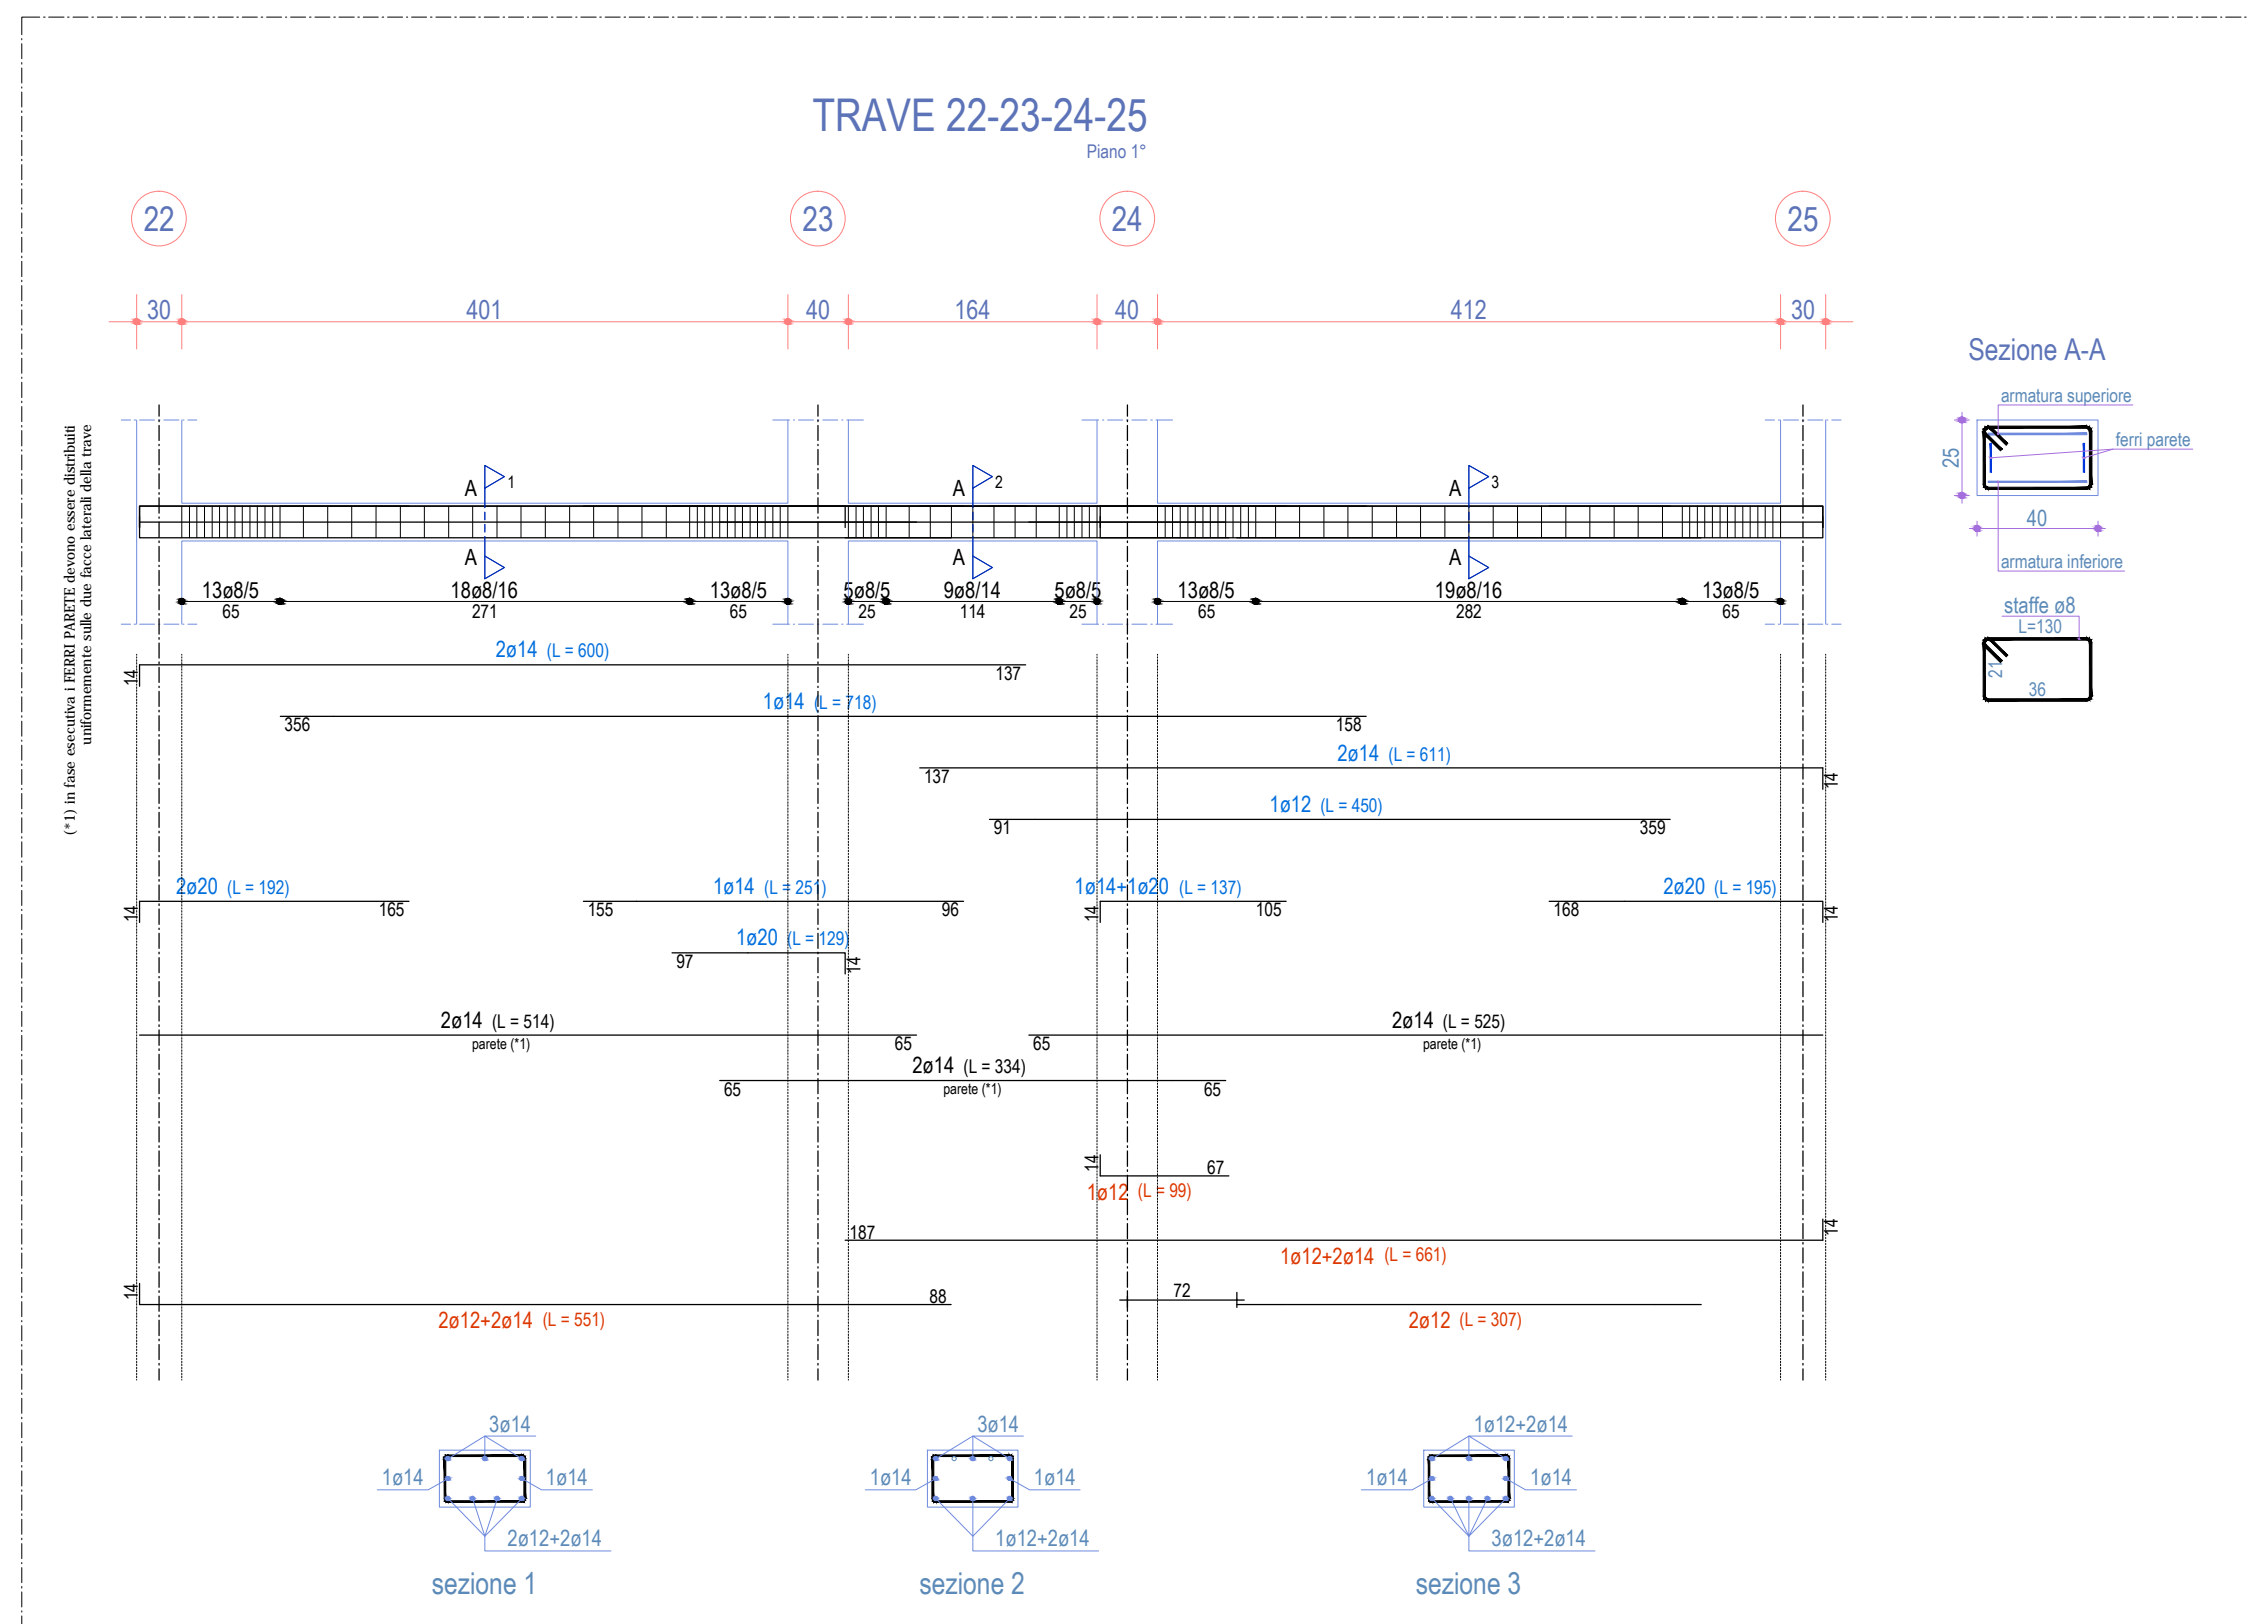 TRAVE 22-23-24-25
Piano 1°
22
23
24
25
30
401
40
164
40
412
30
Sezione A-A
armatura superiore
ferri parete
25
40
armatura inferiore
staffe ø8
L=130
21
36
(*1) in fase esecutiva i FERRI PARETE devono essere distribuiti
uniformemente sulle due facce laterali della trave
A
1
A
2
A
3
A
A
A
13ø8/5
18ø8/16
13ø8/5
5ø8/5
9ø8/14
5ø8/5
13ø8/5
19ø8/16
13ø8/5
65
271
65
25
114
25
65
282
65
2ø14 (L = 600)
14
137
1ø14 (L = 718)
356
158
2ø14 (L = 611)
137
14
1ø12 (L = 450)
91
359
2ø20 (L = 192)
14
165
1ø14 (L = 251)
155
96
1ø14+1ø20 (L = 137)
14
105
2ø20 (L = 195)
168
14
1ø20 (L = 129)
97
14
2ø14 (L = 514)
parete (*1)
65
2ø14 (L = 525)
65
parete (*1)
2ø14 (L = 334)
65
parete (*1)
65
14
67
1ø12 (L = 99)
187
14
1ø12+2ø14 (L = 661)
14
88
2ø12+2ø14 (L = 551)
72
2ø12 (L = 307)
3ø14
1ø14
1ø14
2ø12+2ø14
sezione 1
3ø14
1ø14
1ø14
1ø12+2ø14
sezione 2
1ø12+2ø14
1ø14
1ø14
3ø12+2ø14
sezione 3